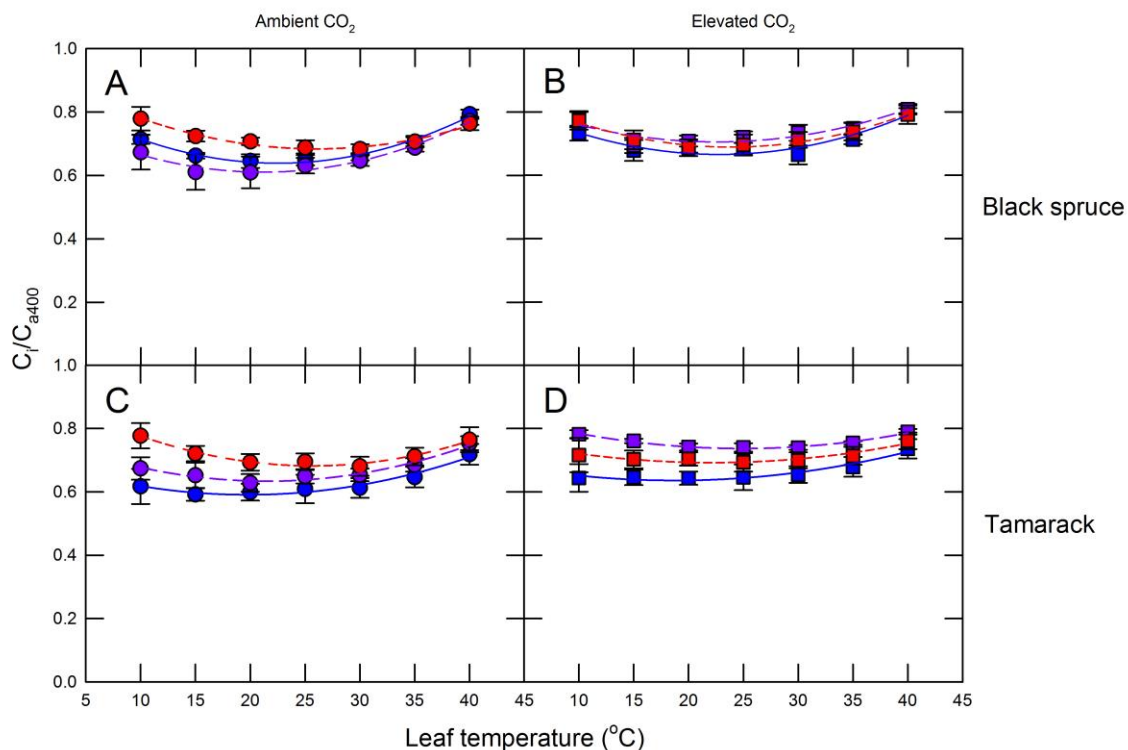 Ambient CO₂ Elevated CO₂
1.0
A B
0.8
0.6
Black spruce
0.4
0.2
Cᵢ/Cₐ₄₀₀
1.0
C D
0.8
0.6
Tamarack
0.4
0.2
0.0
5 10 15 20 25 30 35 40 45 10 15 20 25 30 35 40 45
Leaf temperature (°C)